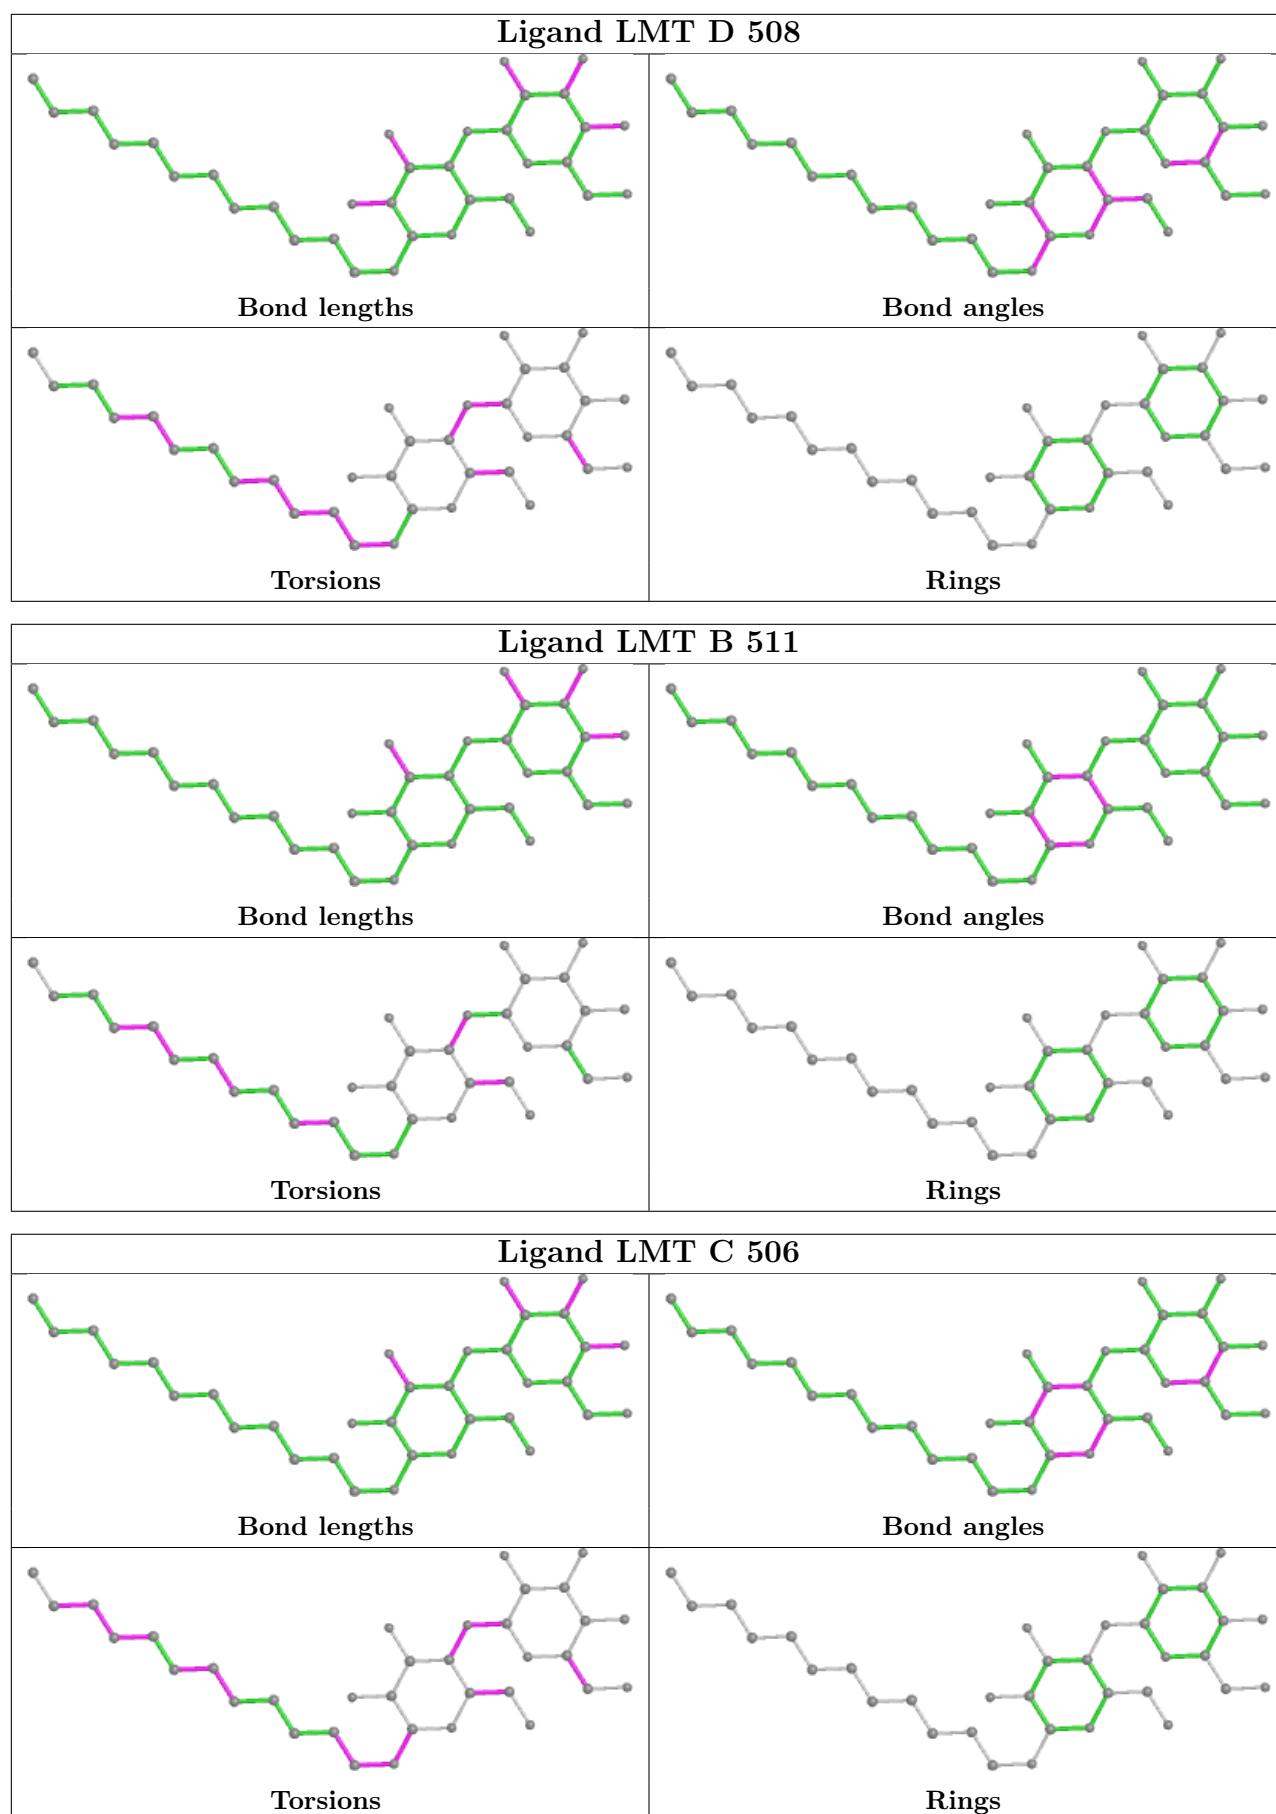 Ligand LMT D 508
Bond lengths
Bond angles
Torsions
Rings
Ligand LMT B 511
Bond lengths
Bond angles
Torsions
Rings
Ligand LMT C 506
Bond lengths
Bond angles
Torsions
Rings